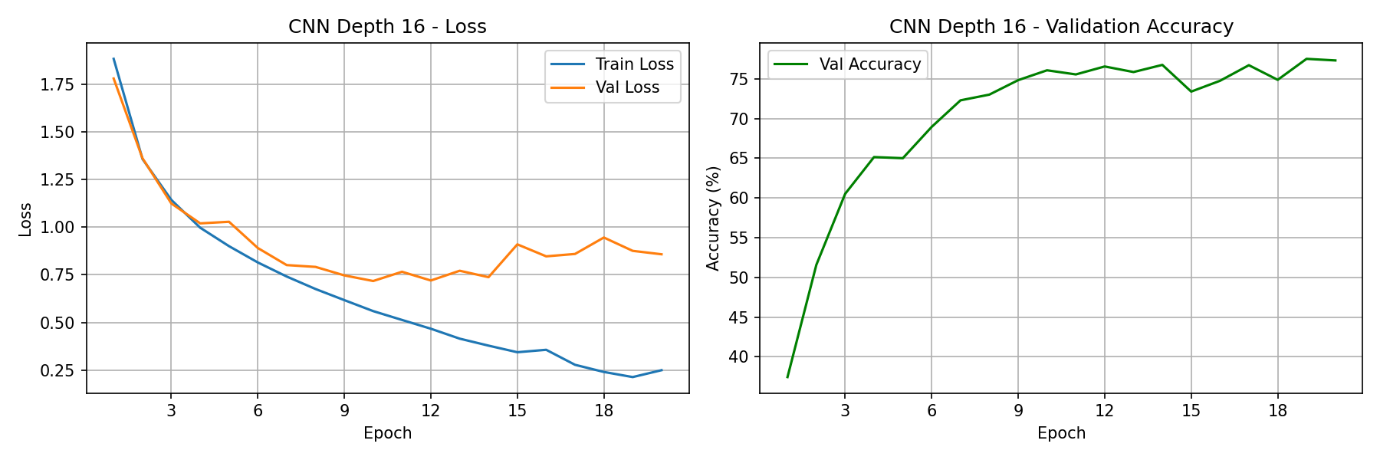 CNN Depth 16 - Loss
Train Loss
Val Loss
1.75
1.50
1.25
1.00
0.75
0.50
0.25
Loss
3 6 9 12 15 18
Epoch
CNN Depth 16 - Validation Accuracy
Val Accuracy
75
70
65
60
55
50
45
40
Accuracy (%)
3 6 9 12 15 18
Epoch